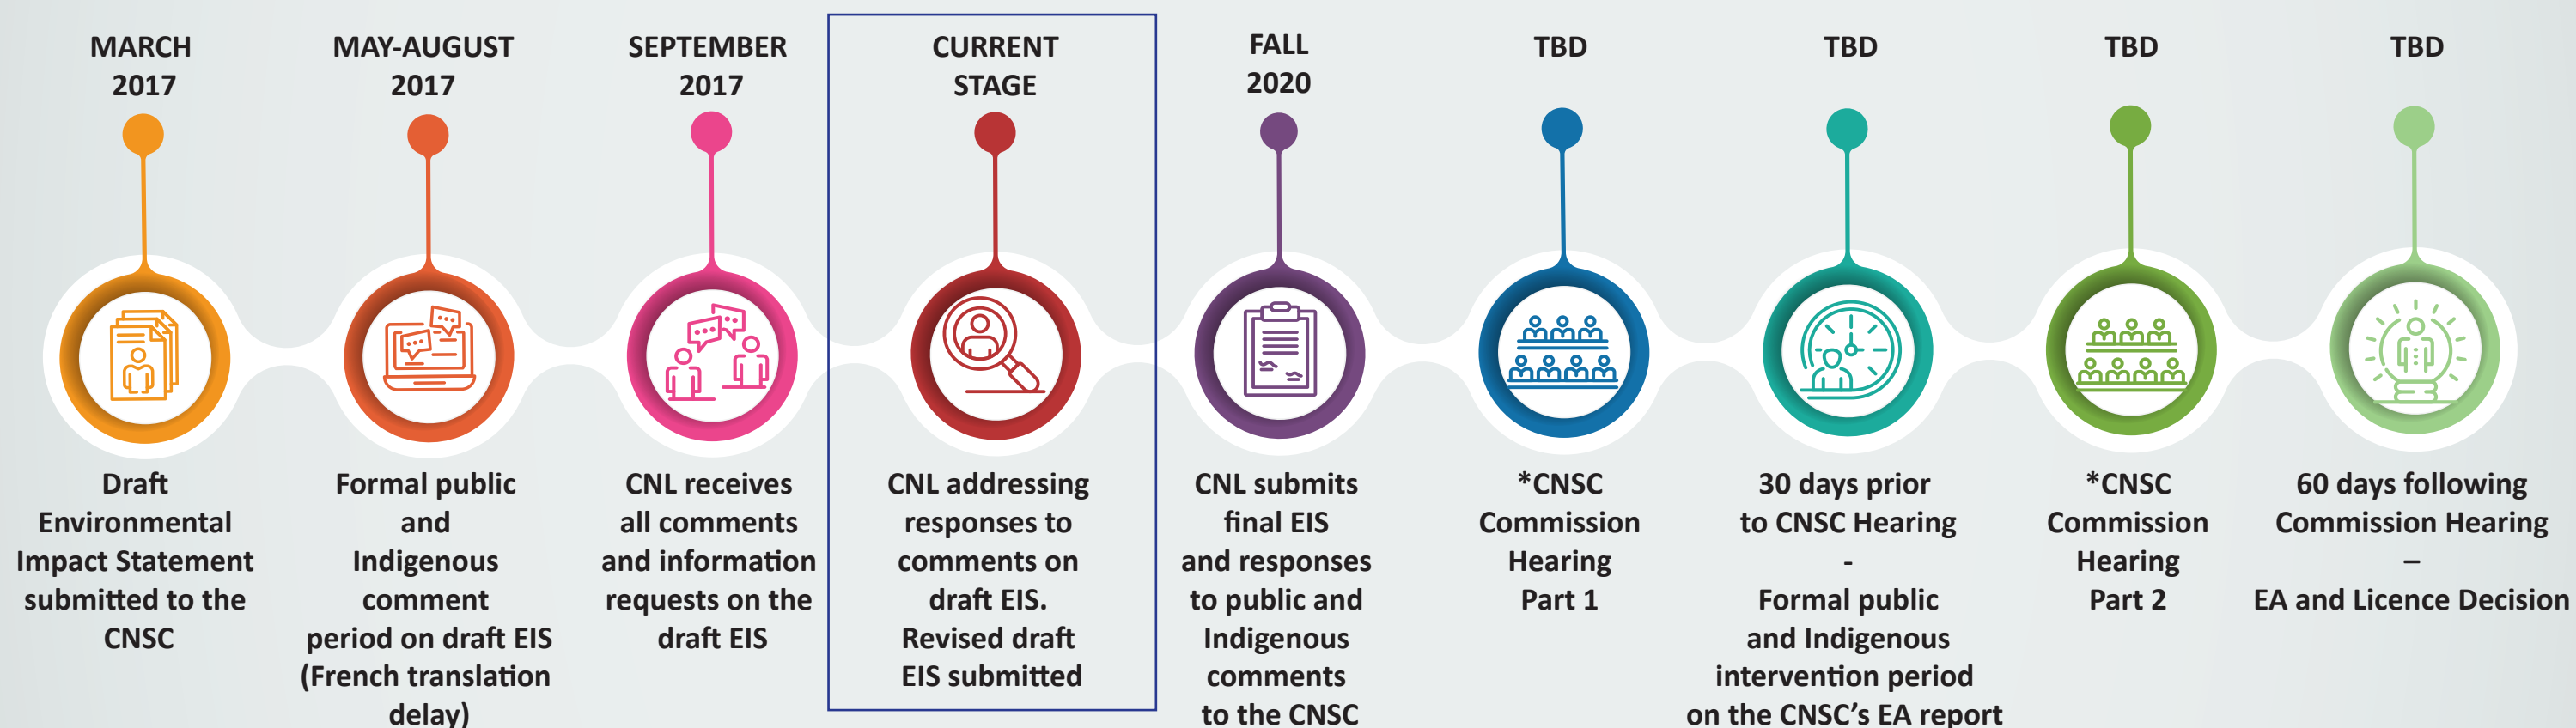 MARCH
2017
Draft
Environmental
Impact Statement
submitted to the
CNSC
MAY-AUGUST
2017
Formal public
and
Indigenous
comment
period on draft EIS
(French translation
delay)
SEPTEMBER
2017
CNL receives
all comments
and information
requests on the
draft EIS
CURRENT
STAGE
CNL addressing
responses to
comments on
draft EIS.
Revised draft
EIS submitted
FALL
2020
CNL submits
final EIS
and responses
to public and
Indigenous
comments
to the CNSC
TBD
*CNSC
Commission
Hearing
Part 1
TBD
30 days prior
to CNSC Hearing
-
Formal public
and Indigenous
intervention period
on the CNSC’s EA report
TBD
*CNSC
Commission
Hearing
Part 2
TBD
60 days following
Commission Hearing
–
EA and Licence Decision